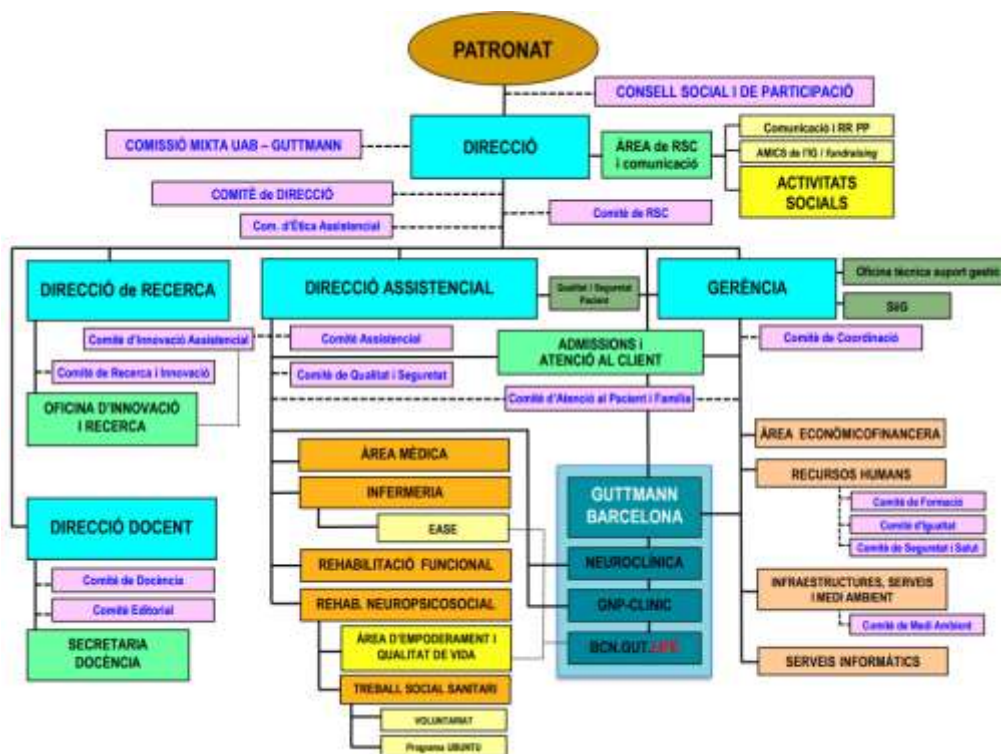 PATRONAT
CONSELL SOCIAL I DE PARTICIPACIÓ
COMISSIÓ MIXTA UAB – GUTTMANN
DIRECCIÓ
ÀREA de RSC
i comunicació
Comunicació i RR PP
AMICS de l'IG / fundraising
ACTIVITATS
SOCIALS
COMITÈ de DIRECCIÓ
Comitè de RSC
Com. d'Ètica Assistencial
DIRECCIÓ de RECERCA
DIRECCIÓ ASSISTENCIAL
Qualitat i Seguretat
Pacient
GERÈNCIA
Oficina tècnica suport gestió
SiiG
Comitè d'Innovació Assistencial
Comitè Assistencial
ADMISSIONS i
ATENCIÓ AL CLIENT
Comitè de Coordinació
Comitè de Recerca i Innovació
Comitè de Qualitat i Seguretat
OFICINA D'INNOVACIÓ
I RECERCA
Comitè d'Atenció al Pacient i Família
ÀREA ECONÒMICOFINANCERA
ÀREA MÈDICA
RECURSOS HUMANS
INFERMERIA
GUTTMANN
BARCELONA
Comitè de Formació
DIRECCIÓ DOCENT
EASE
Comitè d'Igualtat
Comitè de Seguretat i Salut
REHABILITACIÓ FUNCIONAL
NEUROCLÍNICA
Comitè de Docència
INFRAESTRUCTURES, SERVEIS
I MEDI AMBIENT
Comitè Editorial
REHAB. NEUROPSICOSOCIAL
GNP-CLINIC
Comitè de Medi Ambient
SECRETARIA
DOCÈNCIA
ÀREA D'EMPODERAMENT I
QUALITAT DE VIDA
BCN.GUT.LIFE
SERVEIS INFORMÀTICS
TREBALL SOCIAL SANITARI
VOLUNTARIAT
Programa UBUNTU